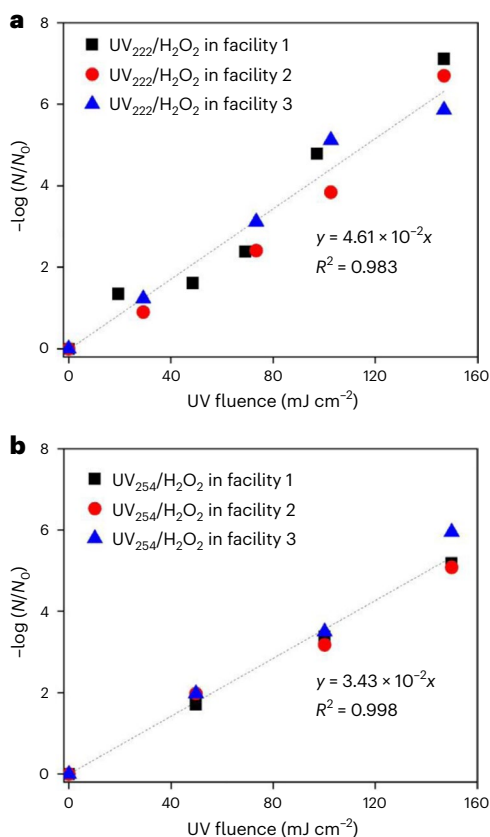 a
8
6
4
2
0
−log (N/N₀)
UV₂₂₂/H₂O₂ in facility 1
UV₂₂₂/H₂O₂ in facility 2
UV₂₂₂/H₂O₂ in facility 3
y = 4.61 × 10⁻²x
R² = 0.983
0 40 80 120 160
UV fluence (mJ cm⁻²)
b
8
6
4
2
0
−log (N/N₀)
UV₂₅₄/H₂O₂ in facility 1
UV₂₅₄/H₂O₂ in facility 2
UV₂₅₄/H₂O₂ in facility 3
y = 3.43 × 10⁻²x
R² = 0.998
0 40 80 120 160
UV fluence (mJ cm⁻²)